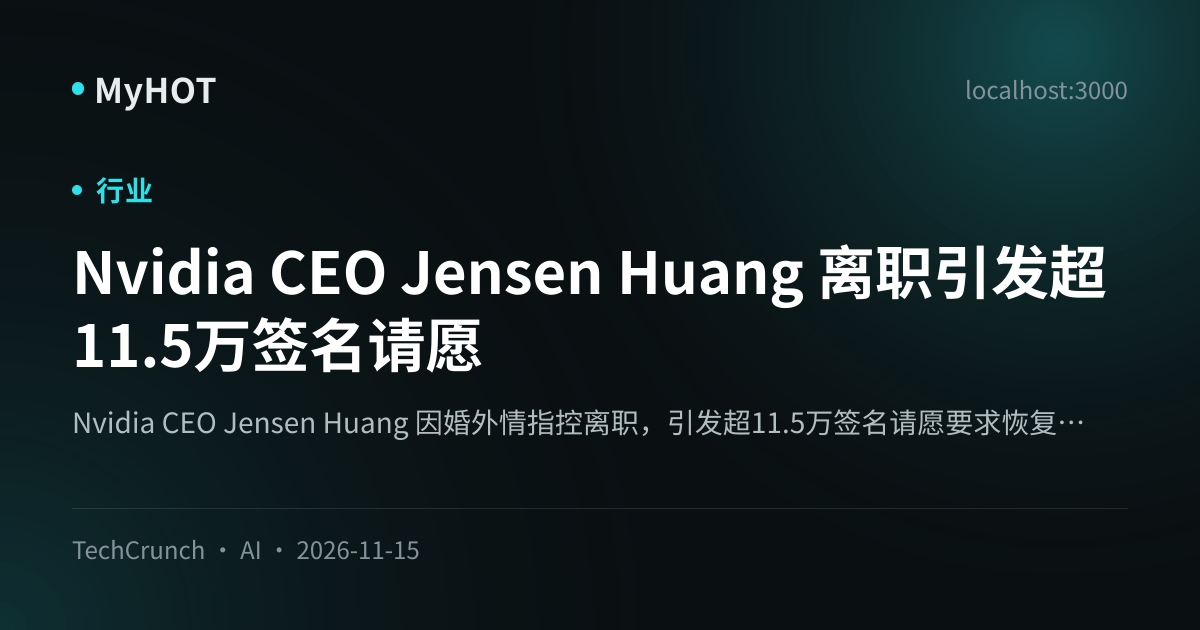 MyHOT
localhost:3000
行业
Nvidia CEO Jensen Huang 离职引发超
11.5万签名请愿
Nvidia CEO Jensen Huang 因婚外情指控离职，引发超11.5万签名请愿要求恢复…
TechCrunch · AI · 2026-11-15